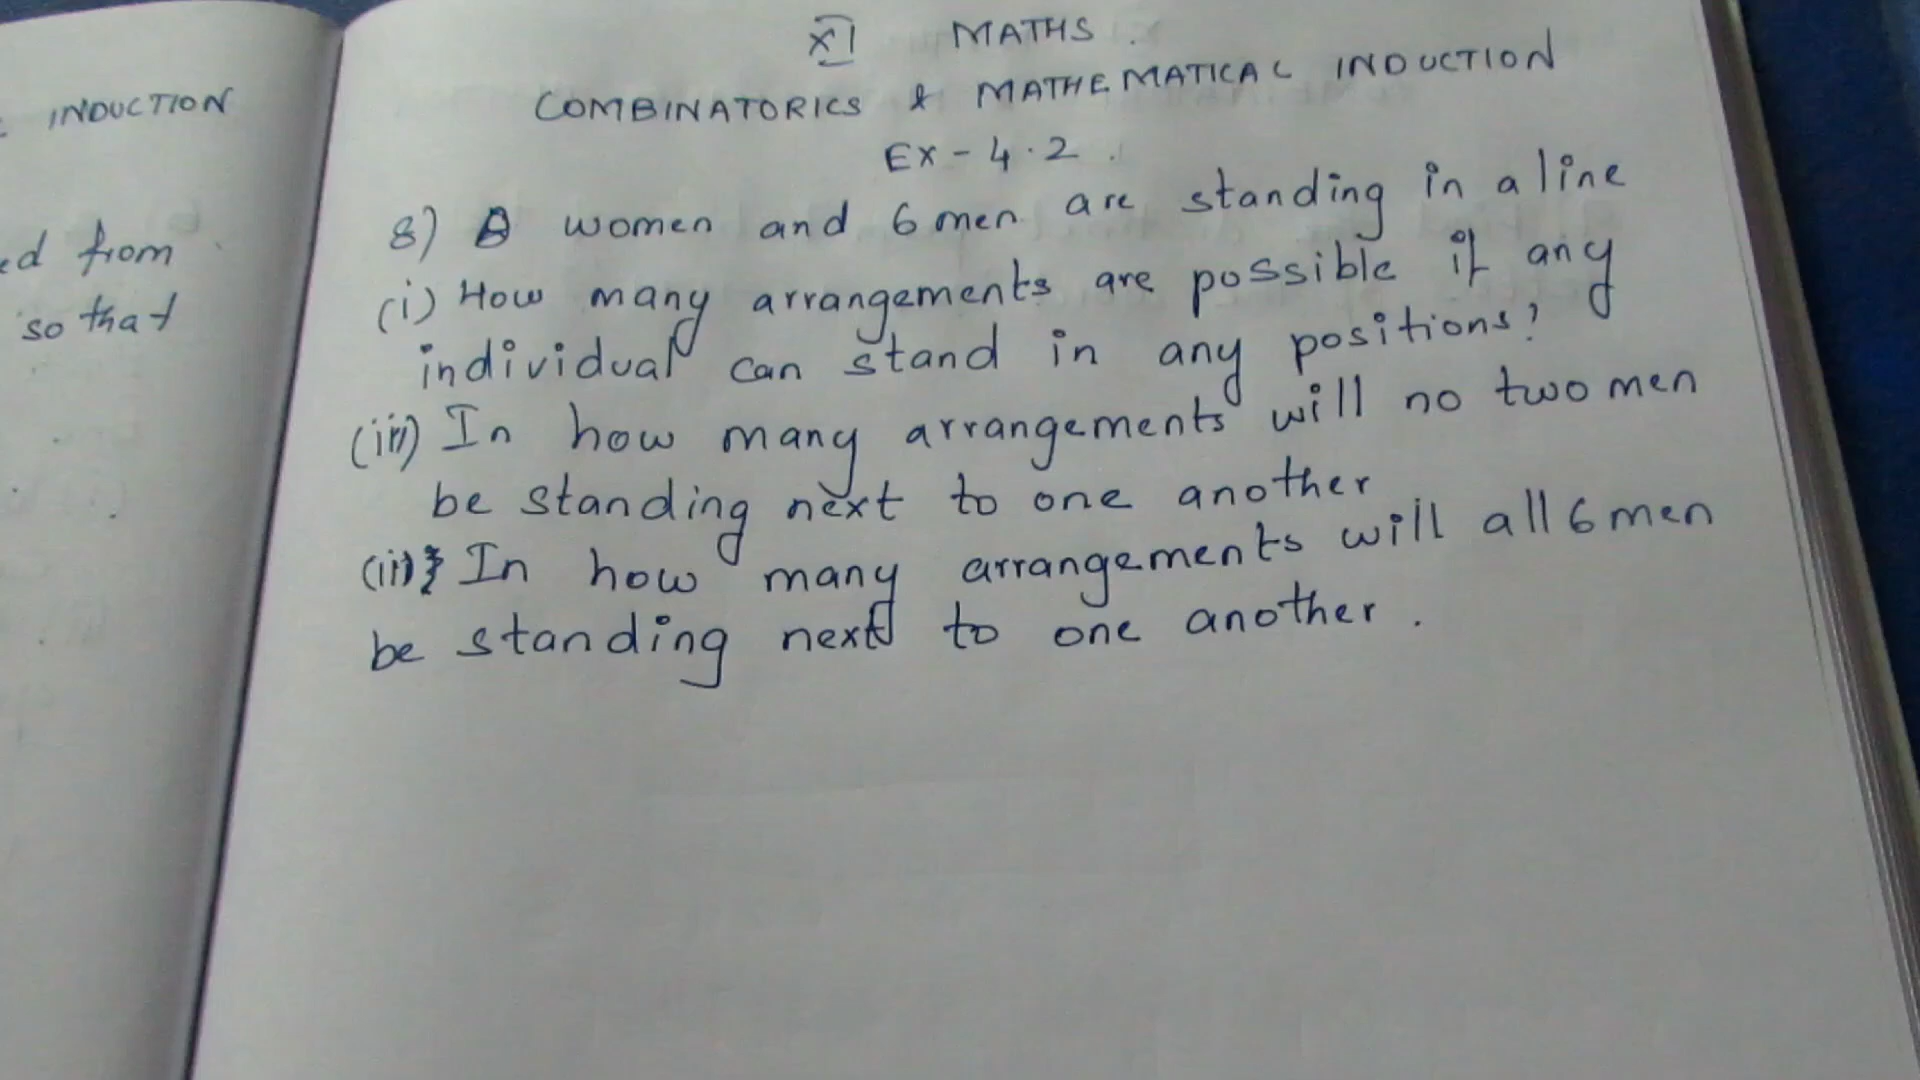 INDUCTION
ed from
so that
XI MATHS.
COMBINATORICS & MATHEMATICAL INDUCTION
EX - 4.2.
8) 8 women and 6 men are standing in a line
(i) How many arrangements are possible if any
individual can stand in any positions?
(ii) In how many arrangements will no two men
be standing next to one another
(iii) In how many arrangements will all 6 men
be standing next to one another.